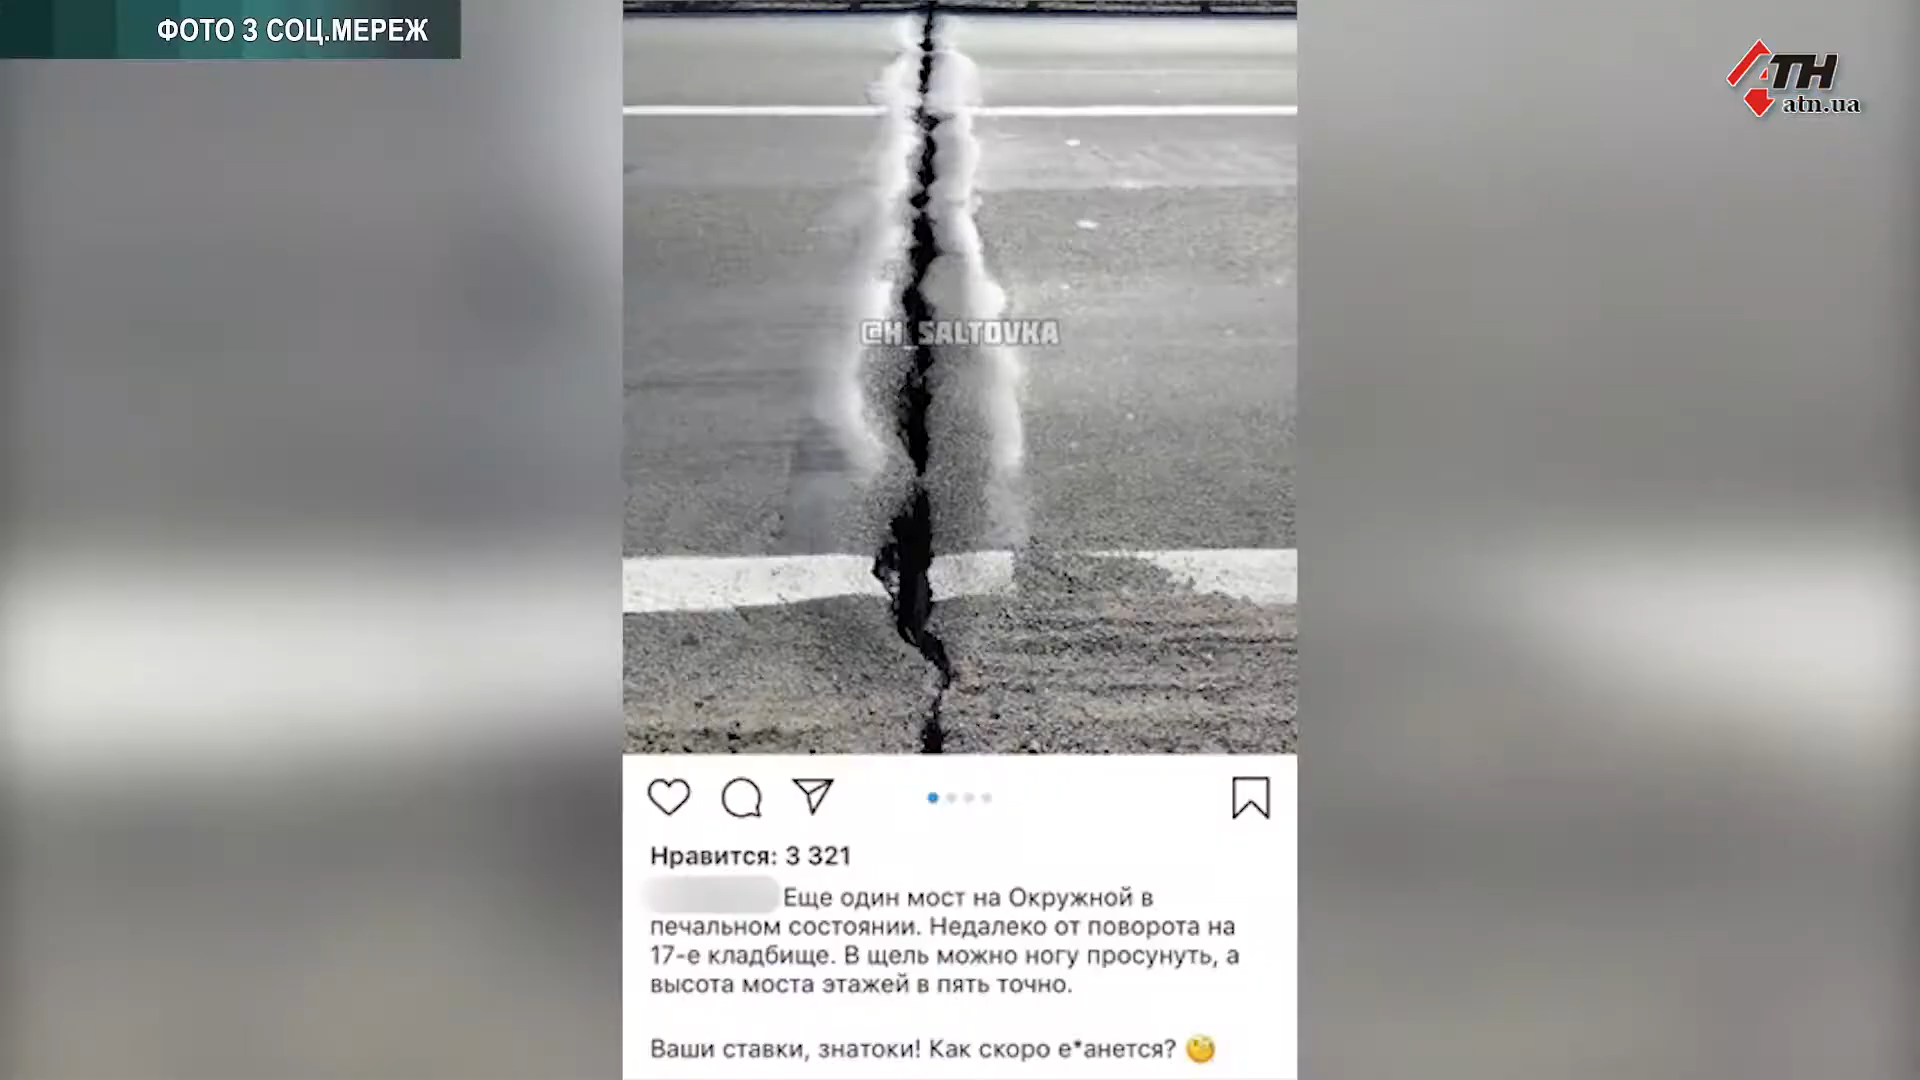 ФОТО З СОЦ.МЕРЕЖ
АТН
atn.ua
@H_SALTOVKA
Нравится: 3 321
Еще один мост на Окружной в
печальном состоянии. Недалеко от поворота на
17-е кладбище. В щель можно ногу просунуть, а
высота моста этажей в пять точно.
Ваши ставки, знатоки! Как скоро е*анется? 🧐